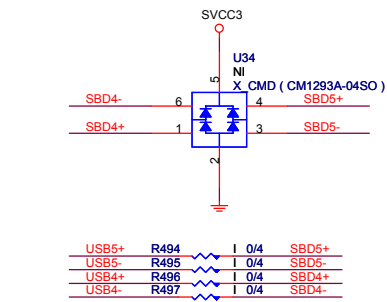 SVCC3
U34
NI
X_CMD ( CM1293A-04SO )
5
SBD4- 6 4 SBD5+
SBD4+ 1 3 SBD5-
2
USB5+ R494 I 0/4 SBD5+
USB5- R495 I 0/4 SBD5-
USB4+ R496 I 0/4 SBD4+
USB4- R497 I 0/4 SBD4-